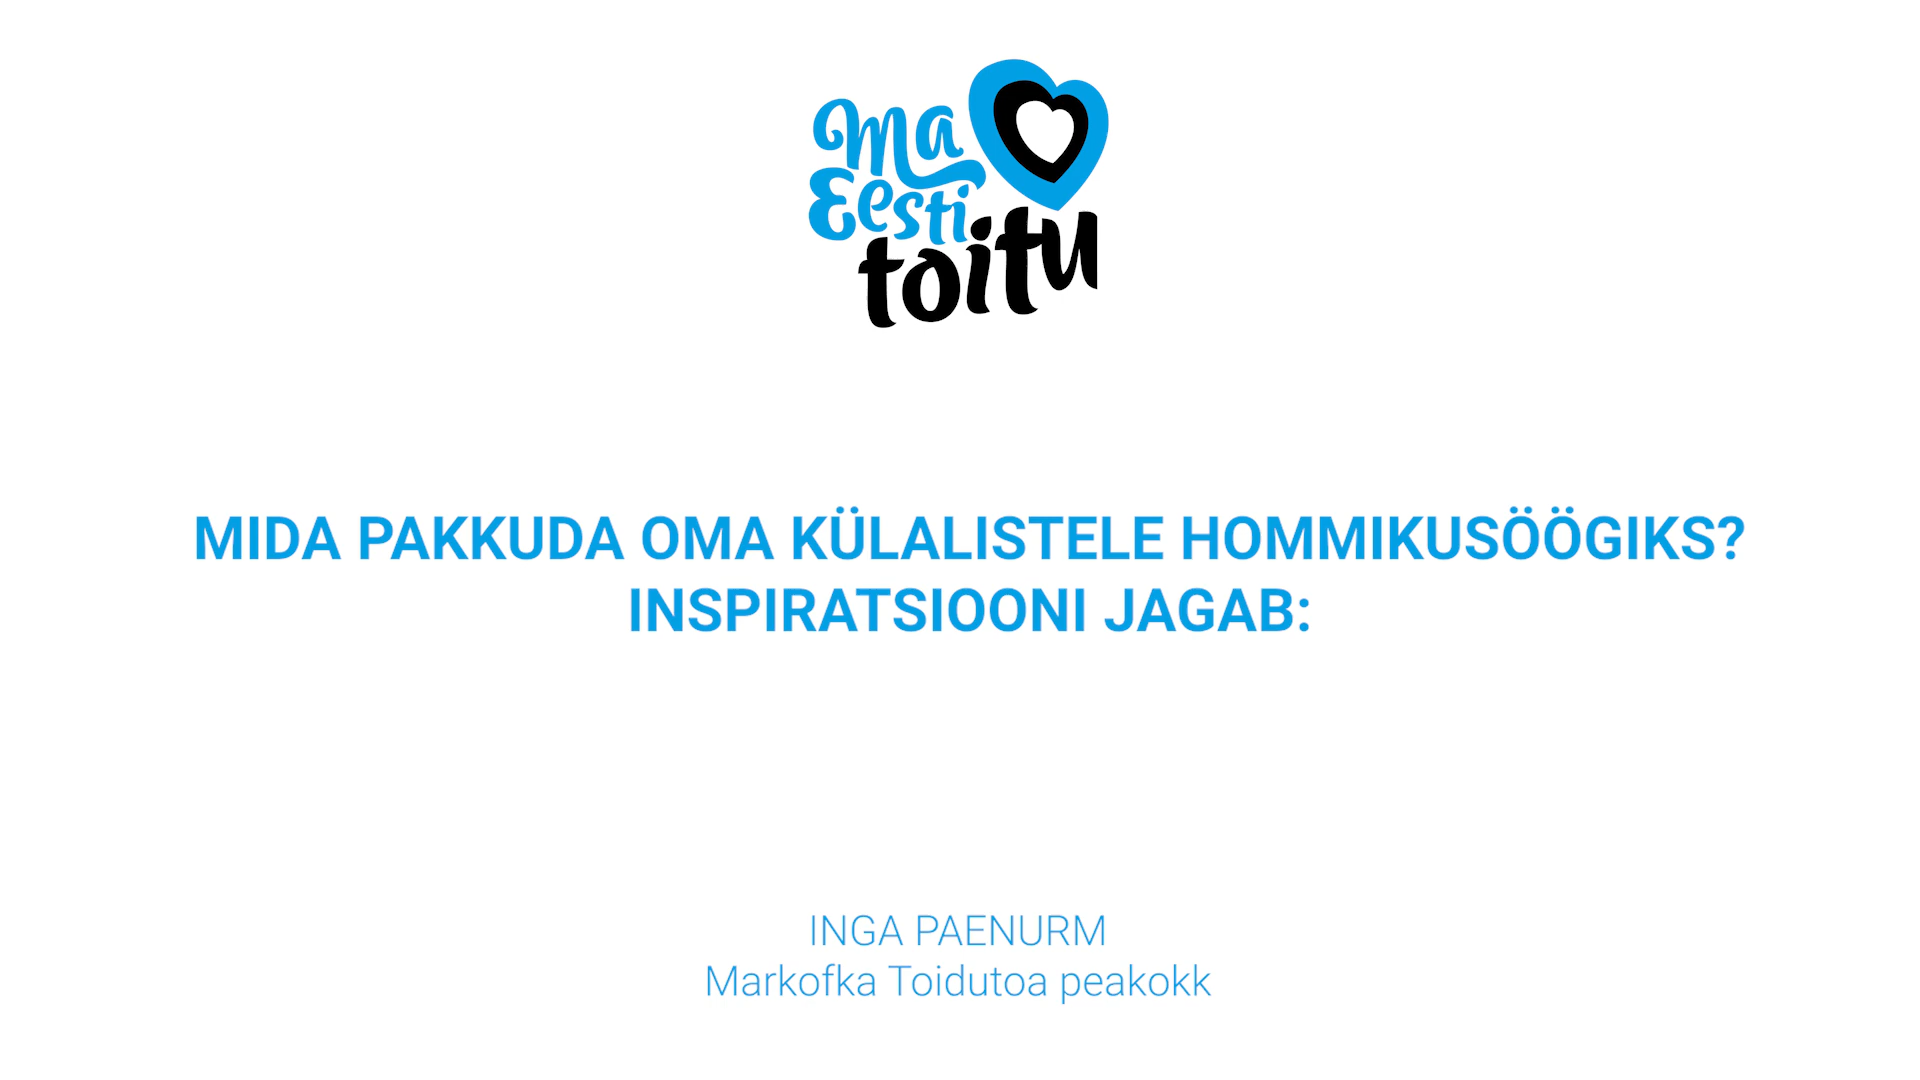 Ma
Eesti
toitu
MIDA PAKKUDA OMA KÜLALISTELE HOMMIKUSÖÖGIKS?
INSPIRATSIOONI JAGAB:
INGA PAENURM
Markofka Toidutoa peakokk